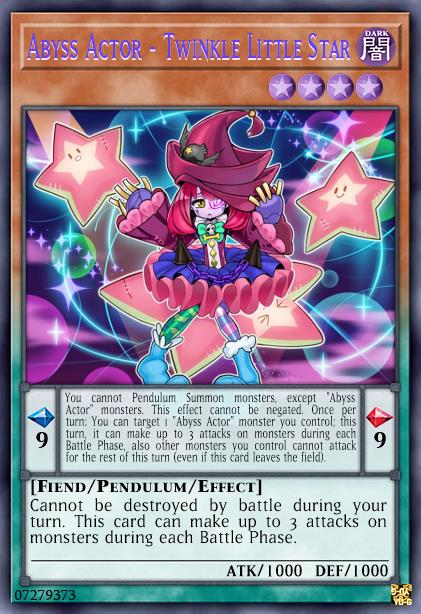 ABYSS ACTOR - TWINKLE LITTLE STAR
DARK
闇
You cannot Pendulum Summon monsters, except "Abyss
Actor" monsters. This effect cannot be negated. Once per
turn: You can target 1 "Abyss Actor" monster you control; this
turn, it can make up to 3 attacks on monsters during each
Battle Phase, also other monsters you control cannot attack
for the rest of this turn (even if this card leaves the field).
9
9
[FIEND/PENDULUM/EFFECT]
Cannot be destroyed by battle during your
turn. This card can make up to 3 attacks on
monsters during each Battle Phase.
ATK/1000 DEF/1000
07279373